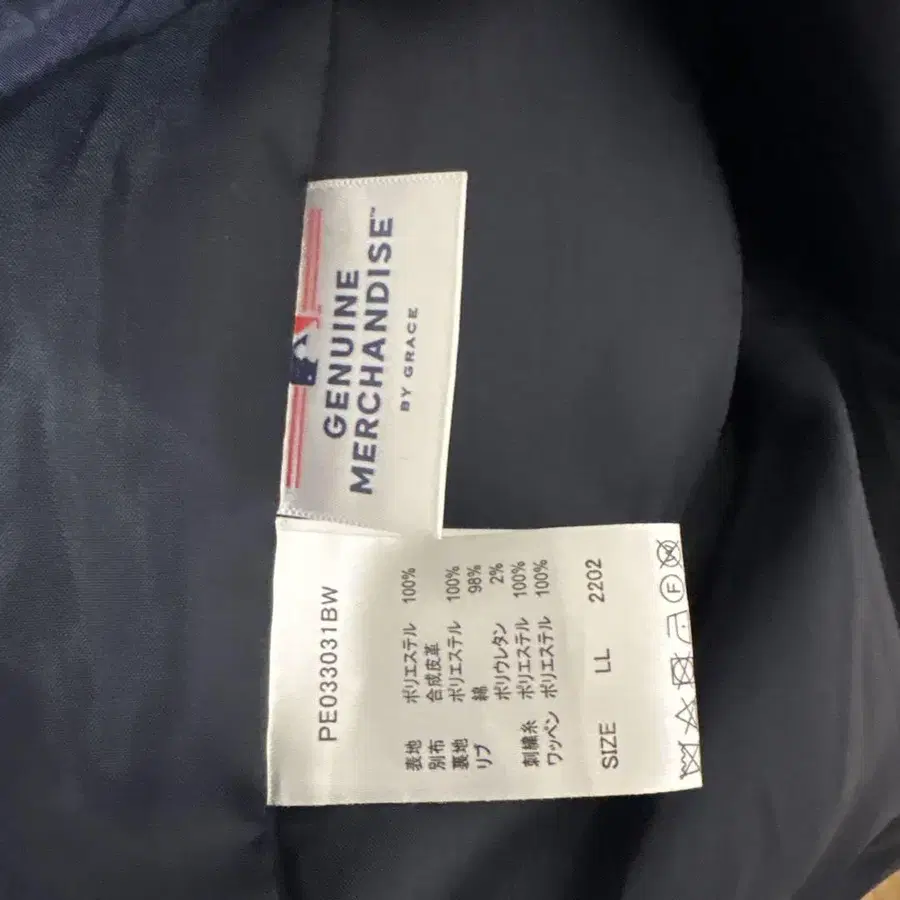 GENUINE
MERCHANDISE™
BY GRACE
PE033031BW
表地 ポリエステル 100%
別布 合成皮革
裏地 ポリエステル 100%
リブ 綿 98%
ポリウレタン 2%
刺繍糸 ポリエステル 100%
ワッペン ポリエステル 100%
SIZE LL 2202
F